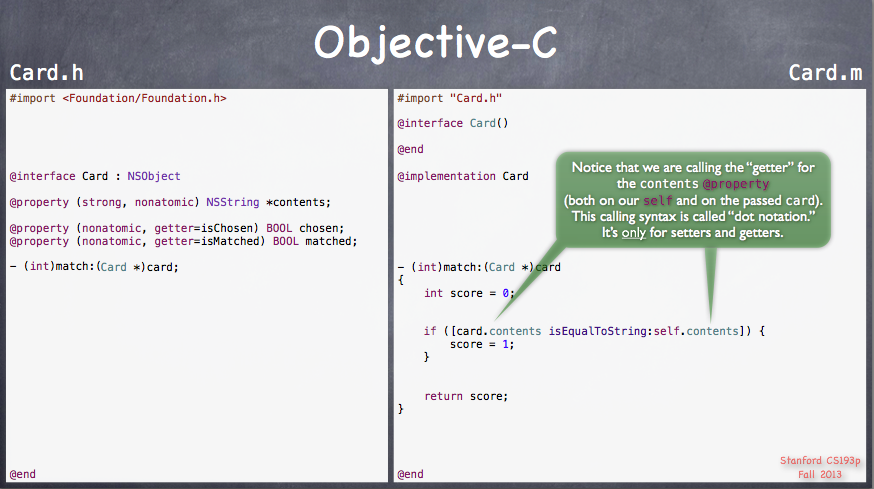 Objective-C
Card.h
Card.m
#import <Foundation/Foundation.h>
@interface Card : NSObject
@property (strong, nonatomic) NSString *contents;
@property (nonatomic, getter=isChosen) BOOL chosen;
@property (nonatomic, getter=isMatched) BOOL matched;
- (int)match:(Card *)card;
@end
#import "Card.h"
@interface Card()
@end
@implementation Card
Notice that we are calling the “getter” for
the contents @property
(both on our self and on the passed card).
This calling syntax is called “dot notation.”
It’s only for setters and getters.
- (int)match:(Card *)card
{
int score = 0;
if ([card.contents isEqualToString:self.contents]) {
score = 1;
}
return score;
}
@end
Stanford CS193p
Fall 2013